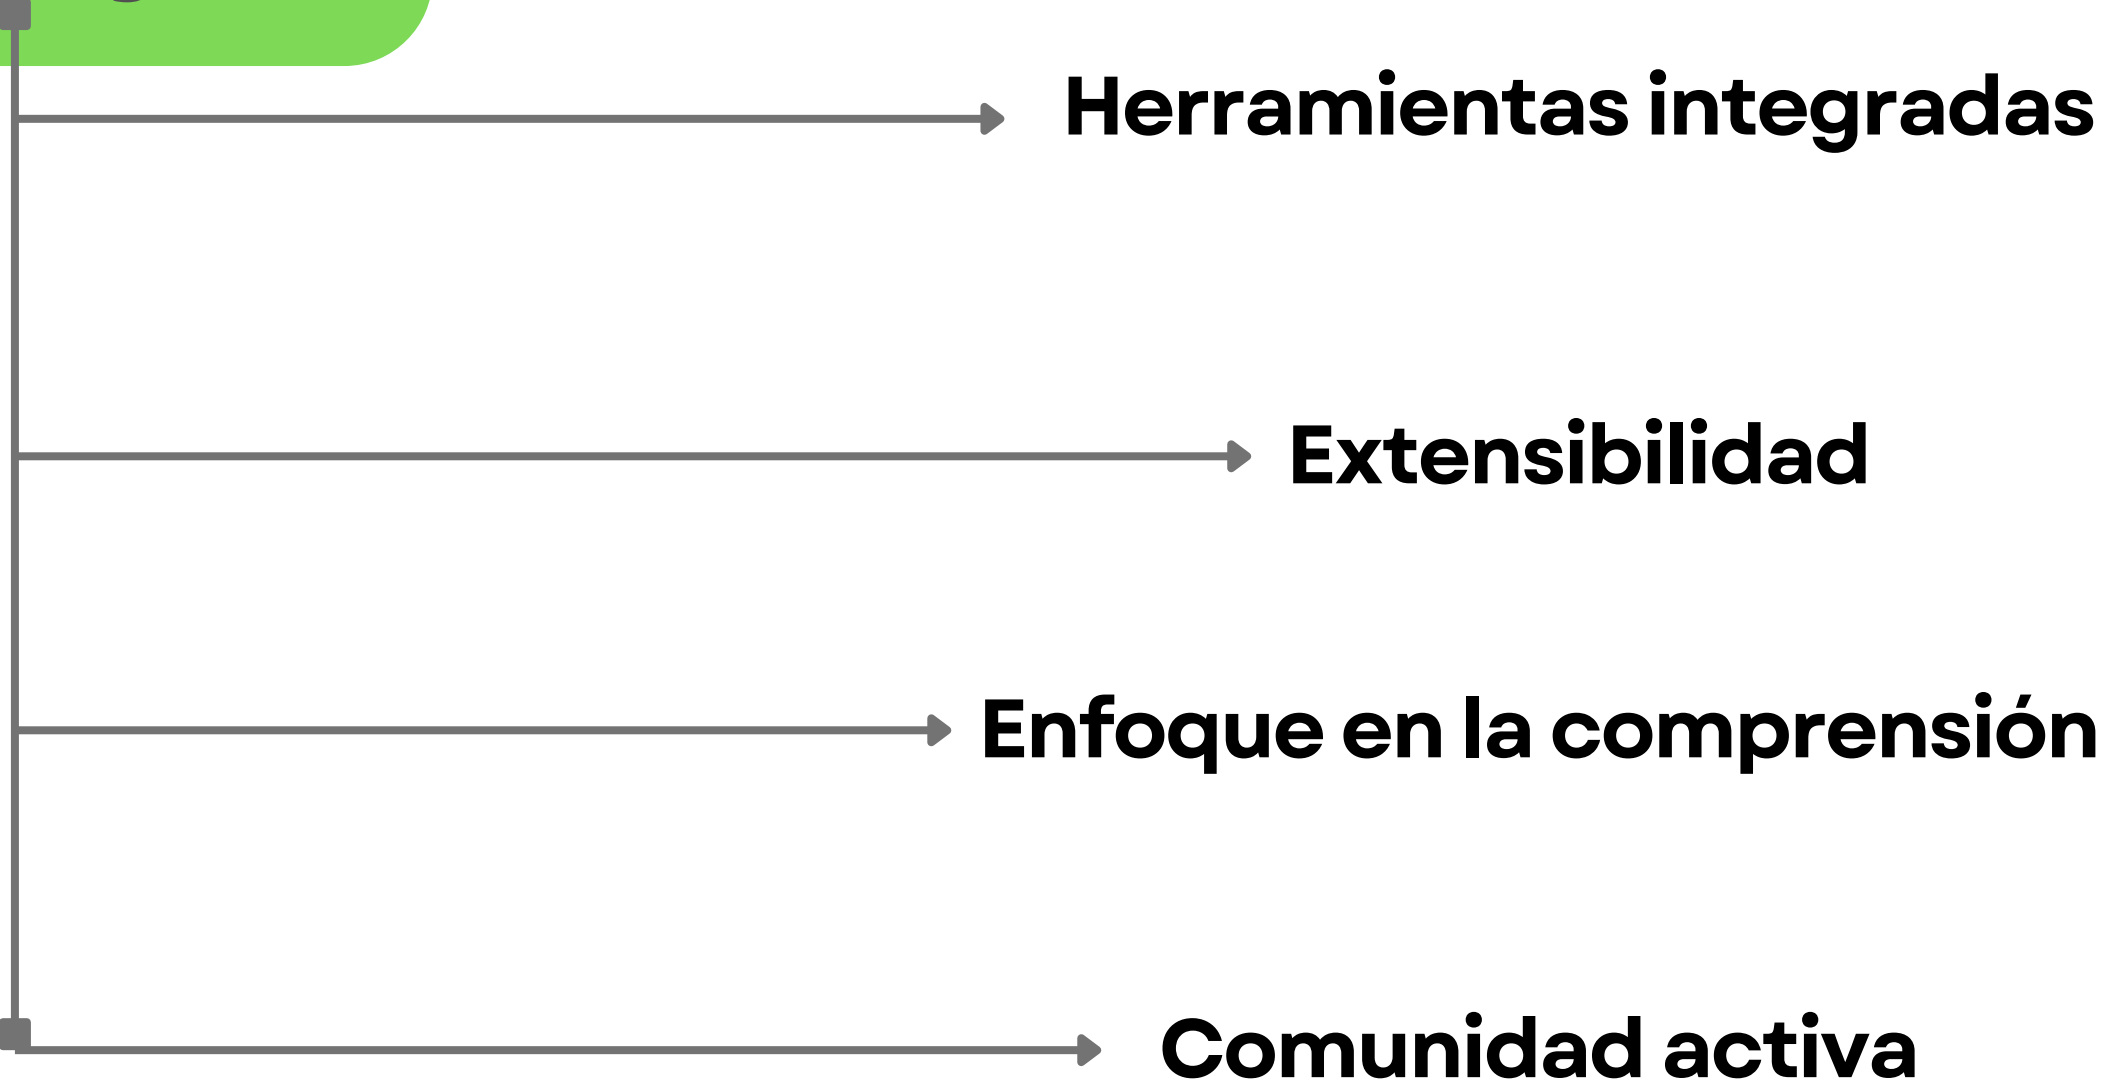 Herramientas integradas
Extensibilidad
Enfoque en la comprensión
Comunidad activa